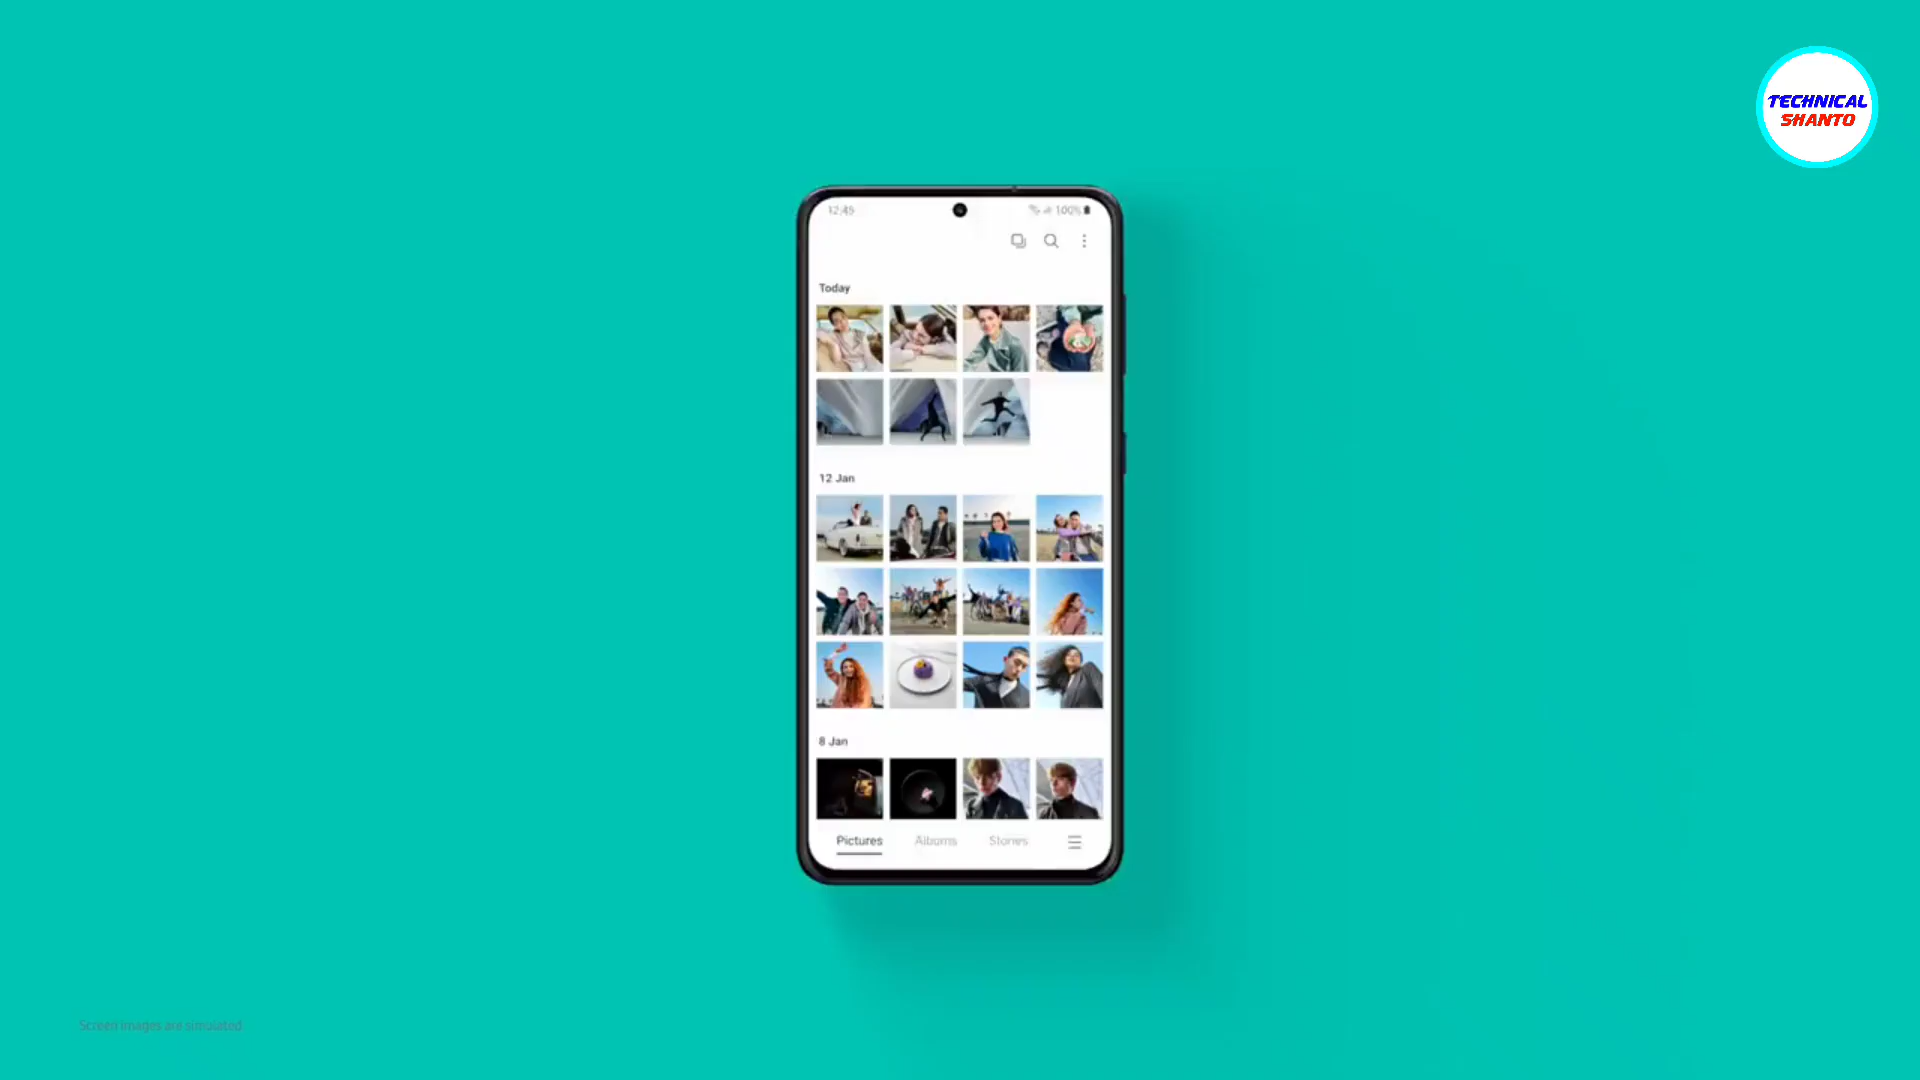 TECHNICAL
SHANTO
12:45
100%
Today
12 Jan
8 Jan
Pictures Albums Stories
Screen images are simulated